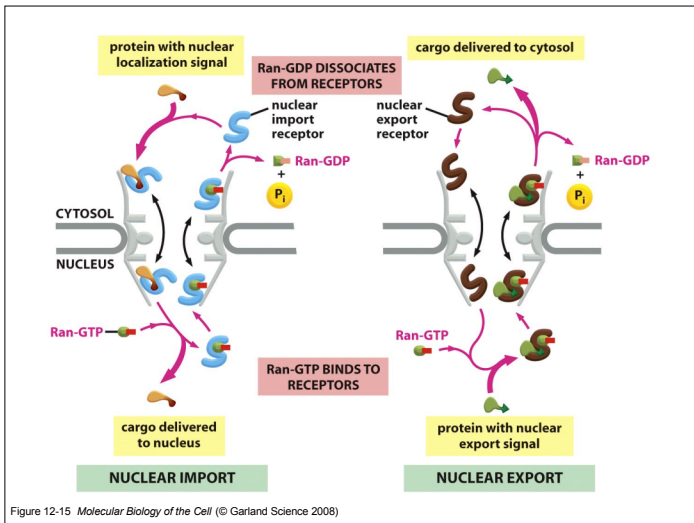 protein with nuclear
localization signal
Ran-GDP DISSOCIATES
FROM RECEPTORS
nuclear
import
receptor
Ran-GDP
+
Pi
CYTOSOL
NUCLEUS
Ran-GTP
cargo delivered
to nucleus
NUCLEAR IMPORT
Ran-GTP BINDS TO
RECEPTORS
cargo delivered to cytosol
nuclear
export
receptor
Ran-GDP
+
Pi
Ran-GTP
protein with nuclear
export signal
NUCLEAR EXPORT
Figure 12-15 Molecular Biology of the Cell (© Garland Science 2008)